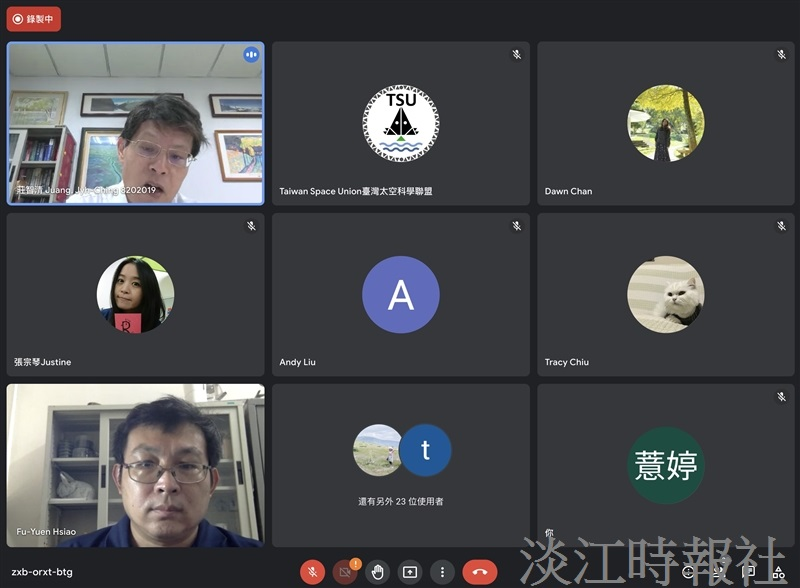 錄製中
莊智清 Juang, Jyh-Ching 8202019
TSU
Taiwan Space Union臺灣太空科學聯盟
Dawn Chan
張宗琴Justine
A
Andy Liu
Tracy Chiu
Fu-Yuen Hsiao
t
還有另外 23 位使用者
薏婷
你
zxb-orxt-btg
淡江時報社